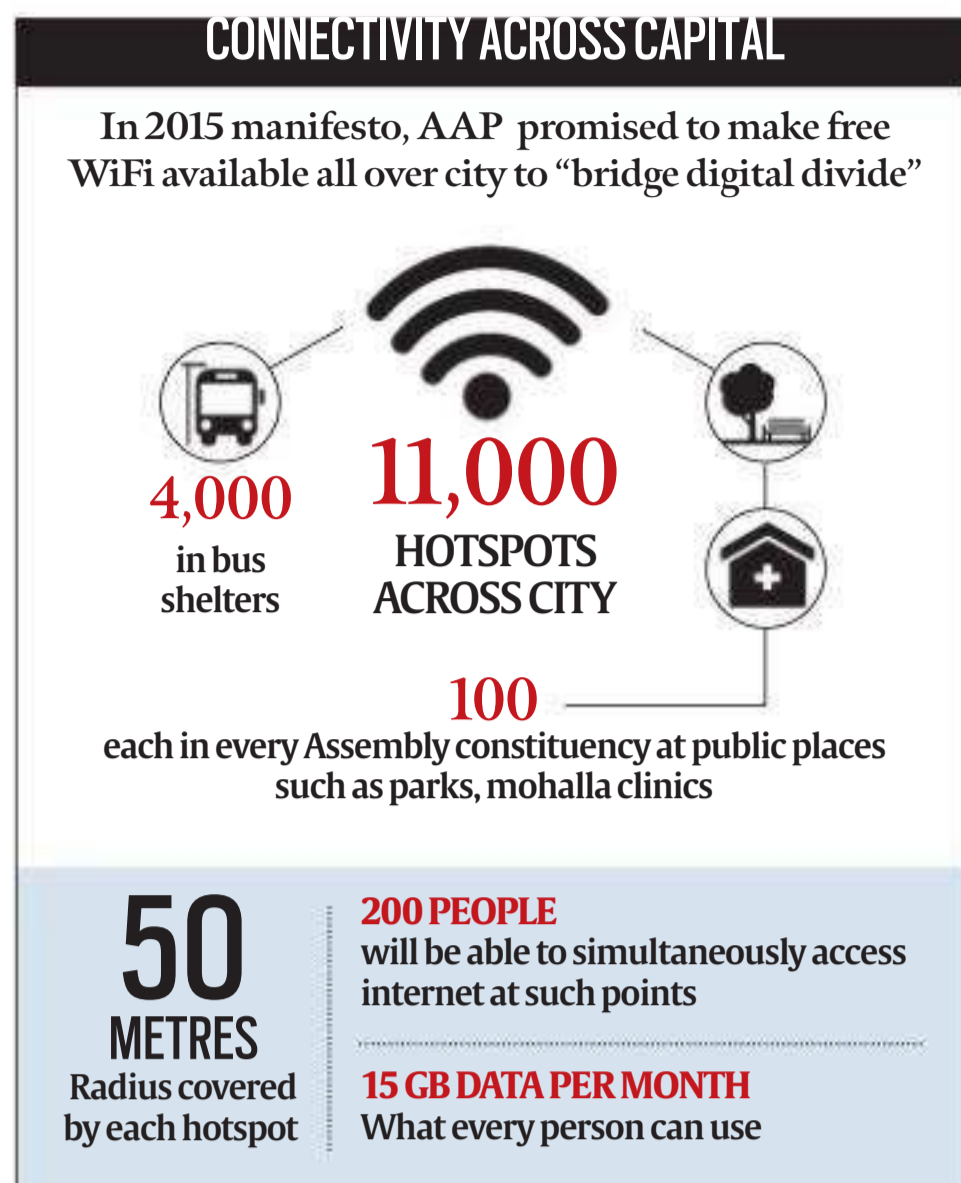 CONNECTIVITY ACROSS CAPITAL
In 2015 manifesto, AAP promised to make free
WiFi available all over city to “bridge digital divide”
4,000
in bus
shelters
11,000
HOTSPOTS
ACROSS CITY
100
each in every Assembly constituency at public places
such as parks, mohalla clinics
50
METRES
Radius covered
by each hotspot
200 PEOPLE
will be able to simultaneously access
internet at such points
15 GB DATA PER MONTH
What every person can use